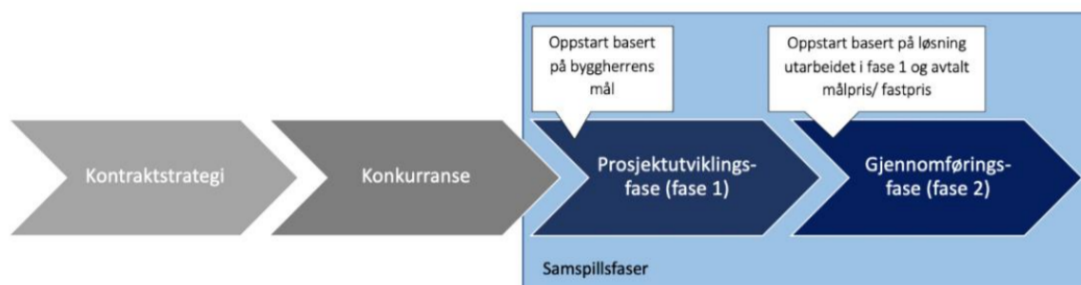 Oppstart basert
på byggherrens
mål
Oppstart basert på løsning
utarbeidet i fase 1 og avtalt
målpris/ fastpris
Kontraktstrategi
Konkurranse
Prosjektutviklings-
fase (fase 1)
Gjennomførings-
fase (fase 2)
Samspillsfaser